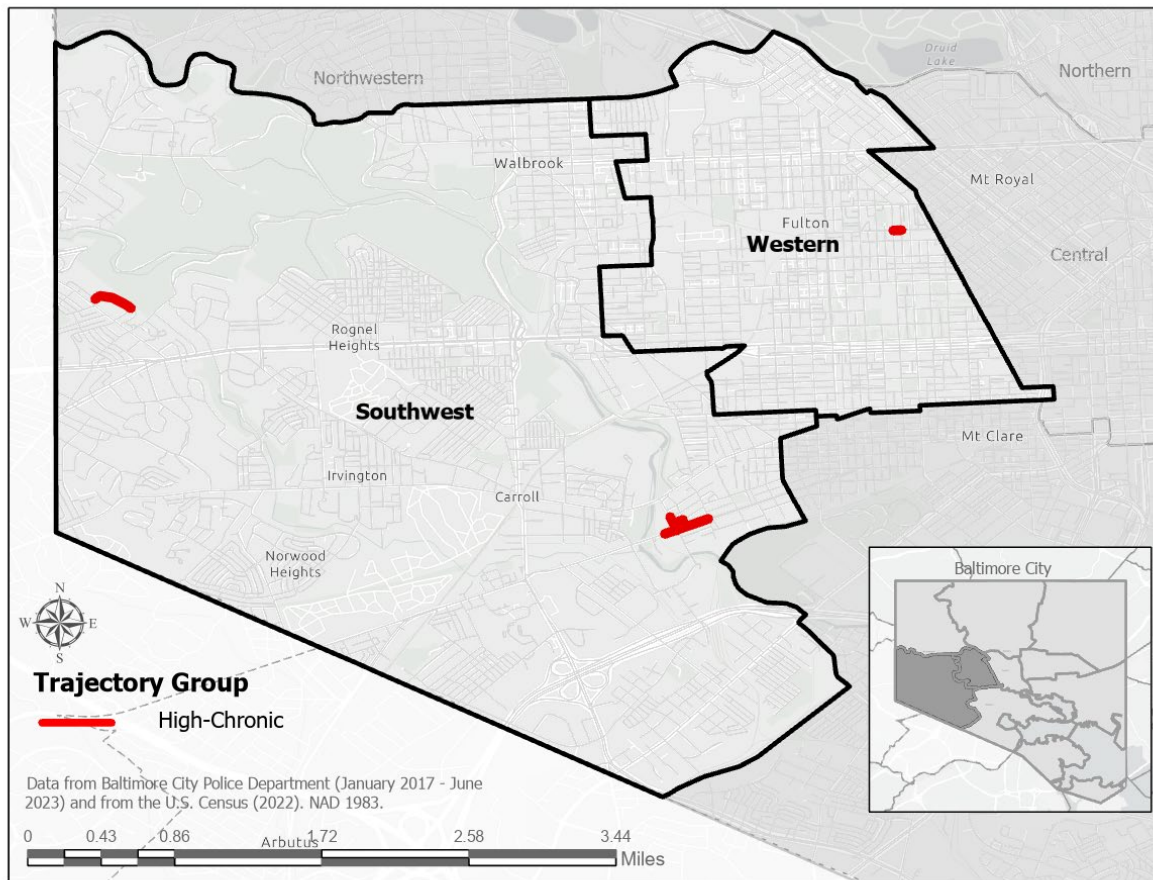 Druid
Lake
Northwestern
Northern
Walbrook
Mt Royal
Fulton
Western
Central
Rognel
Heights
Southwest
Mt Clare
Irvington
Carroll
Norwood
Heights
Baltimore City
N
W E
S
Trajectory Group
High-Chronic
Data from Baltimore City Police Department (January 2017 - June
2023) and from the U.S. Census (2022). NAD 1983.
Arbutus
0 0.43 0.86 1.72 2.58 3.44
Miles